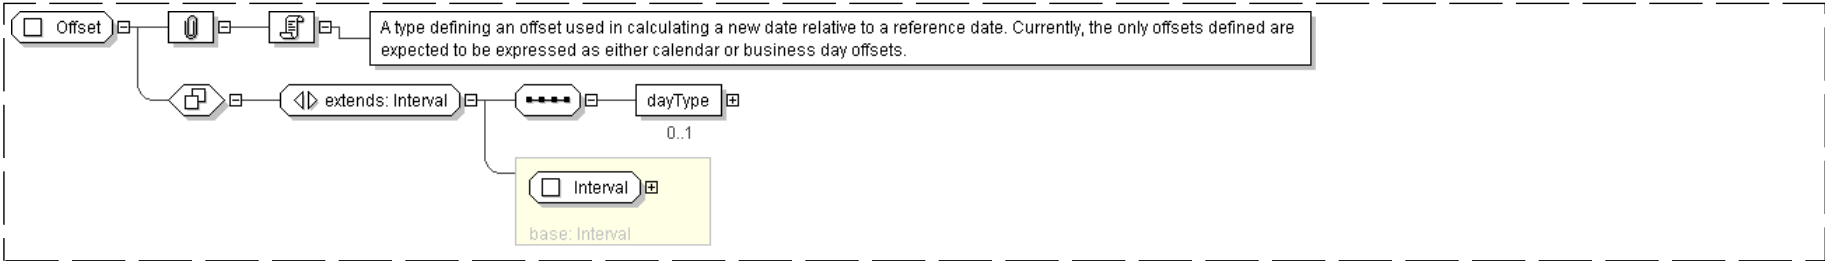 Offset
A type defining an offset used in calculating a new date relative to a reference date. Currently, the only offsets defined are
expected to be expressed as either calendar or business day offsets.
extends: Interval
dayType
0..1
Interval
base: Interval